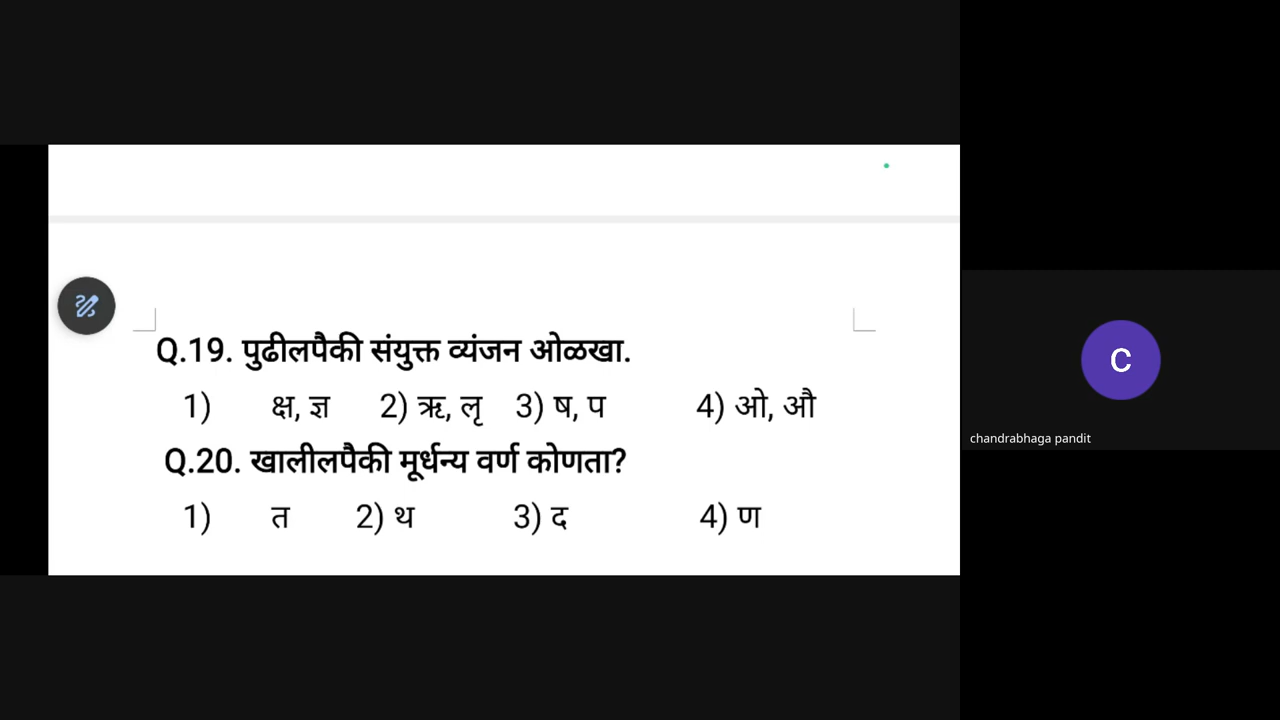 Q.19. पुढीलपैकी संयुक्त व्यंजन ओळखा.
1) क्ष, ज्ञ 2) ऋ, लृ 3) ष, प 4) ओ, औ
Q.20. खालीलपैकी मूर्धन्य वर्ण कोणता?
1) त 2) थ 3) द 4) ण
C
chandrabhaga pandit